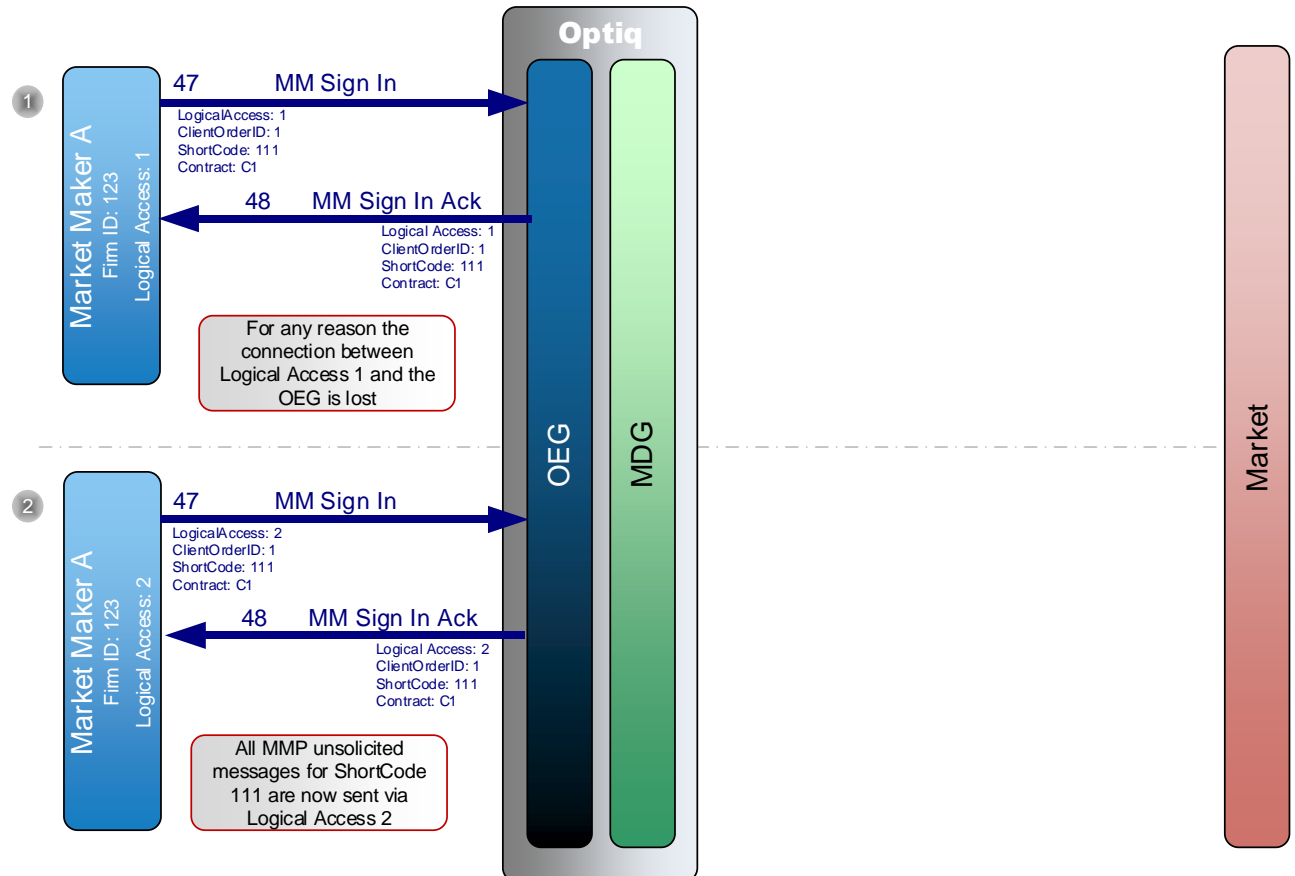 Optiq
1
Market Maker A
Firm ID: 123
Logical Access: 1
47 MM Sign In
LogicalAccess: 1
ClientOrderID: 1
ShortCode: 111
Contract: C1
48 MM Sign In Ack
Logical Access: 1
ClientOrderID: 1
ShortCode: 111
Contract: C1
For any reason the
connection between
Logical Access 1 and the
OEG is lost
OEG
MDG
Market
2
Market Maker A
Firm ID: 123
Logical Access: 2
47 MM Sign In
LogicalAccess: 2
ClientOrderID: 1
ShortCode: 111
Contract: C1
48 MM Sign In Ack
Logical Access: 2
ClientOrderID: 1
ShortCode: 111
Contract: C1
All MMP unsolicited
messages for ShortCode
111 are now sent via
Logical Access 2